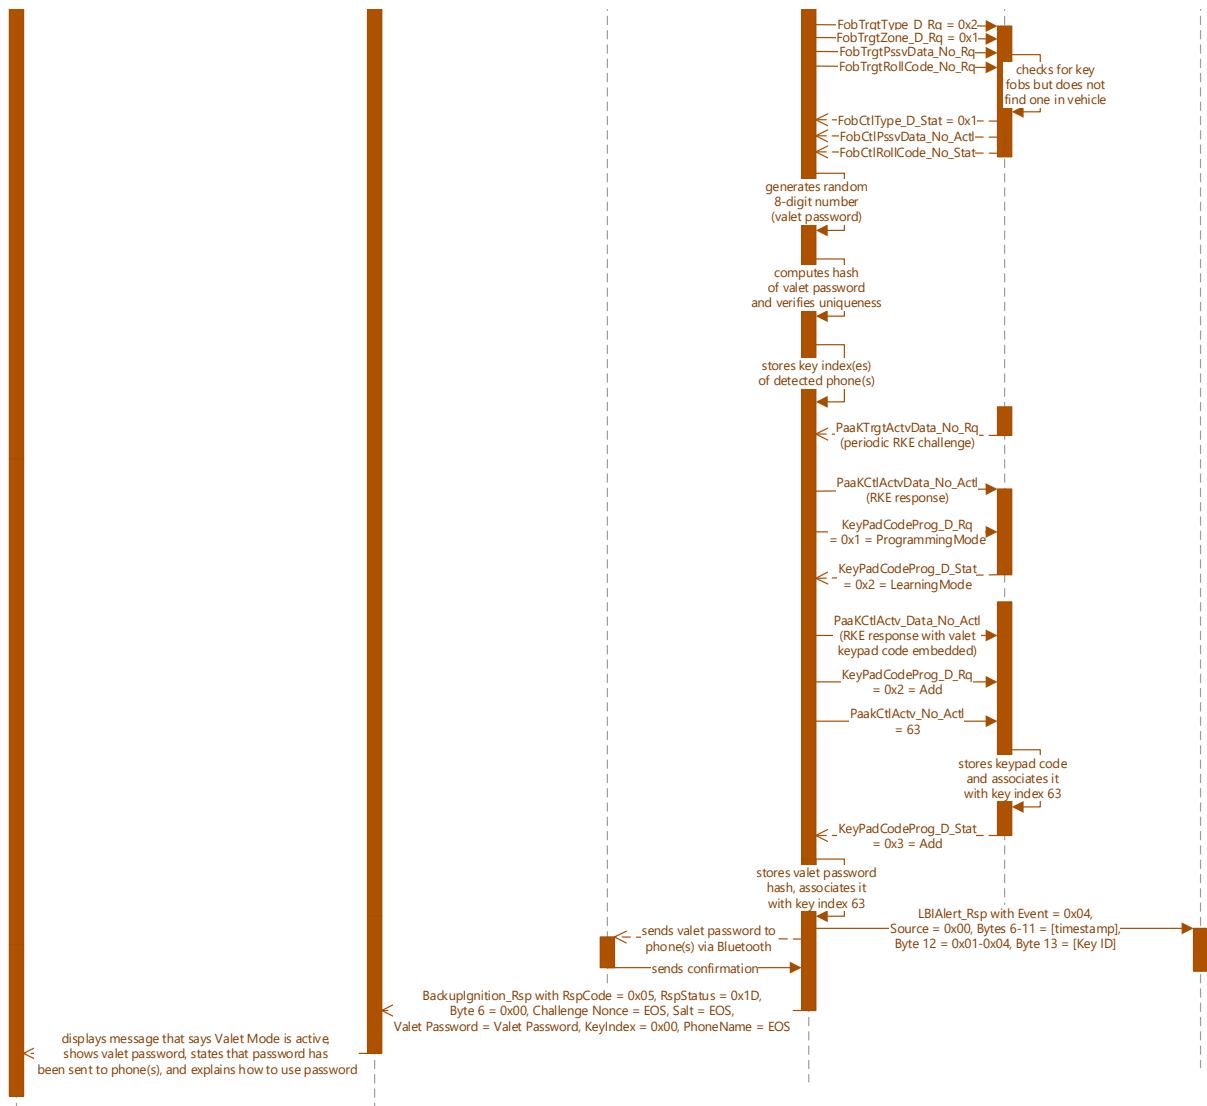 FobTrgtType_D_Rq = 0x2
FobTrgtZone_D_Rq = 0x1
FobTrgtPssvData_No_Rq
FobTrgtRollCode_No_Rq
checks for key
fobs but does not
find one in vehicle
FobCtlType_D_Stat = 0x1
FobCtlPssvData_No_Actl
FobCtlRollCode_No_Stat
generates random
8-digit number
(valet password)
computes hash
of valet password
and verifies uniqueness
stores key index(es)
of detected phone(s)
PaaKTrgtActvData_No_Rq
(periodic RKE challenge)
PaaKCtlActvData_No_Actl
(RKE response)
KeyPadCodeProg_D_Rq
= 0x1 = ProgrammingMode
KeyPadCodeProg_D_Stat
= 0x2 = LearningMode
PaaKCtlActv_Data_No_Actl
(RKE response with valet
keypad code embedded)
KeyPadCodeProg_D_Rq
= 0x2 = Add
PaakCtlActv_No_Actl
= 63
stores keypad code
and associates it
with key index 63
KeyPadCodeProg_D_Stat
= 0x3 = Add
stores valet password
hash, associates it
with key index 63
LBIAlert_Rsp with Event = 0x04,
Source = 0x00, Bytes 6-11 = [timestamp],
Byte 12 = 0x01-0x04, Byte 13 = [Key ID]
sends valet password to
phone(s) via Bluetooth
sends confirmation
BackupIgnition_Rsp with RspCode = 0x05, RspStatus = 0x1D,
Byte 6 = 0x00, Challenge Nonce = EOS, Salt = EOS,
Valet Password = Valet Password, KeyIndex = 0x00, PhoneName = EOS
displays message that says Valet Mode is active,
shows valet password, states that password has
been sent to phone(s), and explains how to use password